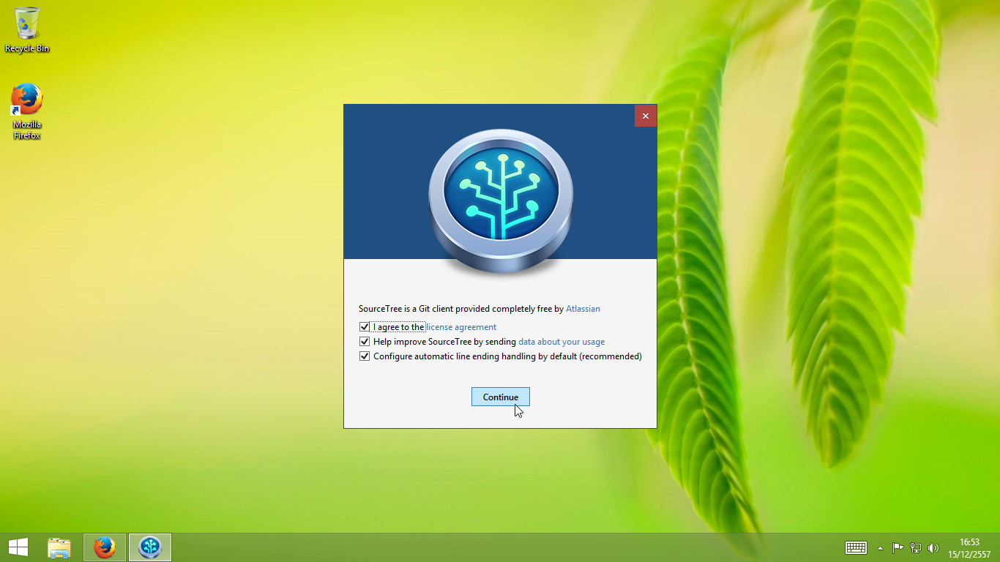 Recycle Bin
Mozilla
Firefox
SourceTree is a Git client provided completely free by Atlassian
I agree to the license agreement
Help improve SourceTree by sending data about your usage
Configure automatic line ending handling by default (recommended)
Continue
16:53
15/12/2557